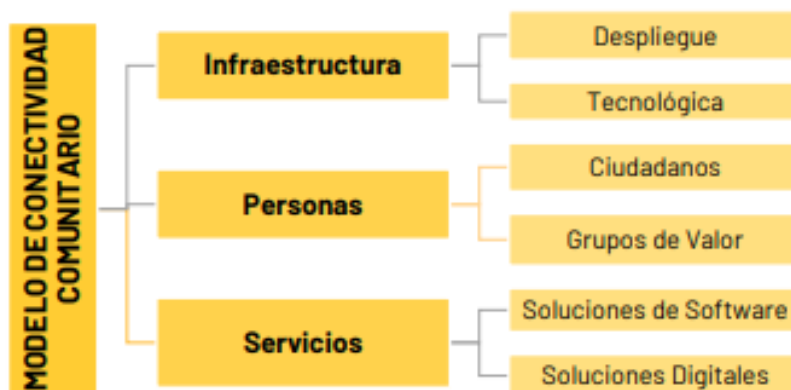 MODELO DE CONECTIVIDAD
COMUNITARIO
Infraestructura
Despliegue
Tecnológica
Personas
Ciudadanos
Grupos de Valor
Servicios
Soluciones de Software
Soluciones Digitales